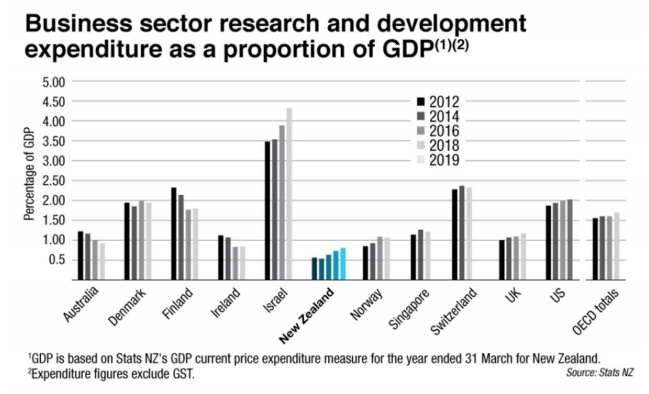 Business sector research and development
expenditure as a proportion of GDP(1)(2)
Percentage of GDP
5.00
4.50
4.00
3.50
3.00
2.50
2.00
1.50
1.00
0.5
2012
2014
2016
2018
2019
Australia
Denmark
Finland
Ireland
Israel
New Zealand
Norway
Singapore
Switzerland
UK
US
OECD totals
¹GDP is based on Stats NZ's GDP current price expenditure measure for the year ended 31 March for New Zealand.
²Expenditure figures exclude GST.
Source: Stats NZ